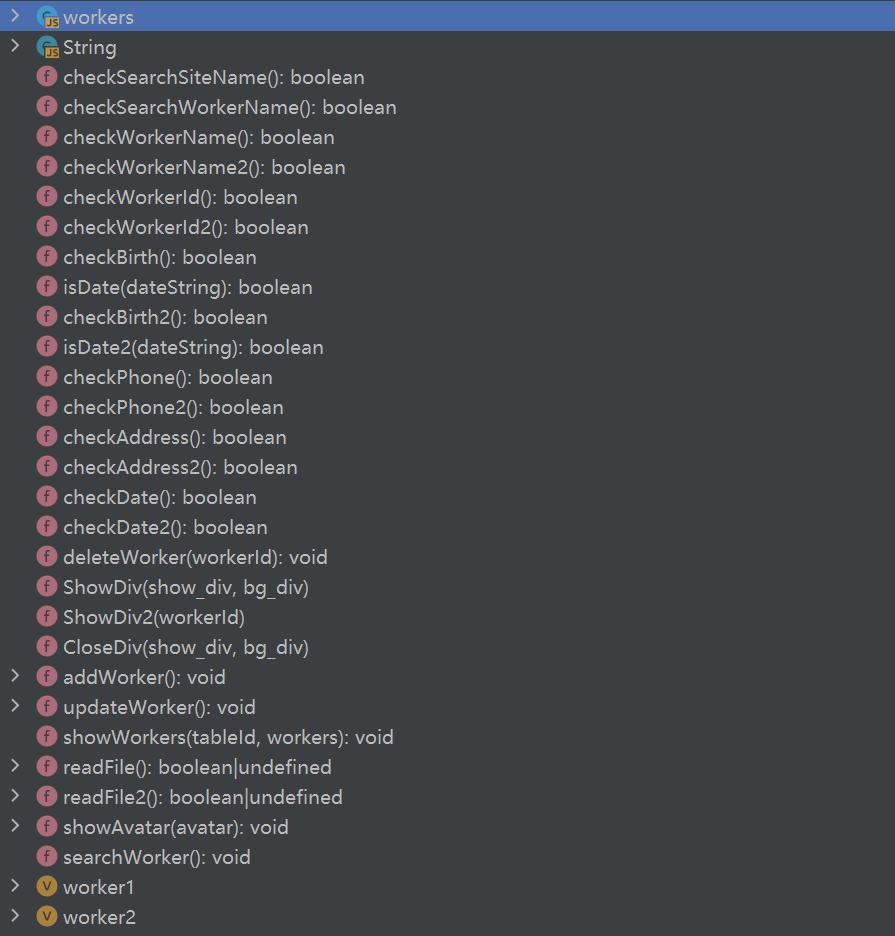 workers
String
checkSearchSiteName(): boolean
checkSearchWorkerName(): boolean
checkWorkerName(): boolean
checkWorkerName2(): boolean
checkWorkerId(): boolean
checkWorkerId2(): boolean
checkBirth(): boolean
isDate(dateString): boolean
checkBirth2(): boolean
isDate2(dateString): boolean
checkPhone(): boolean
checkPhone2(): boolean
checkAddress(): boolean
checkAddress2(): boolean
checkDate(): boolean
checkDate2(): boolean
deleteWorker(workerId): void
ShowDiv(show_div, bg_div)
ShowDiv2(workerId)
CloseDiv(show_div, bg_div)
addWorker(): void
updateWorker(): void
showWorkers(tableId, workers): void
readFile(): boolean|undefined
readFile2(): boolean|undefined
showAvatar(avatar): void
searchWorker(): void
worker1
worker2